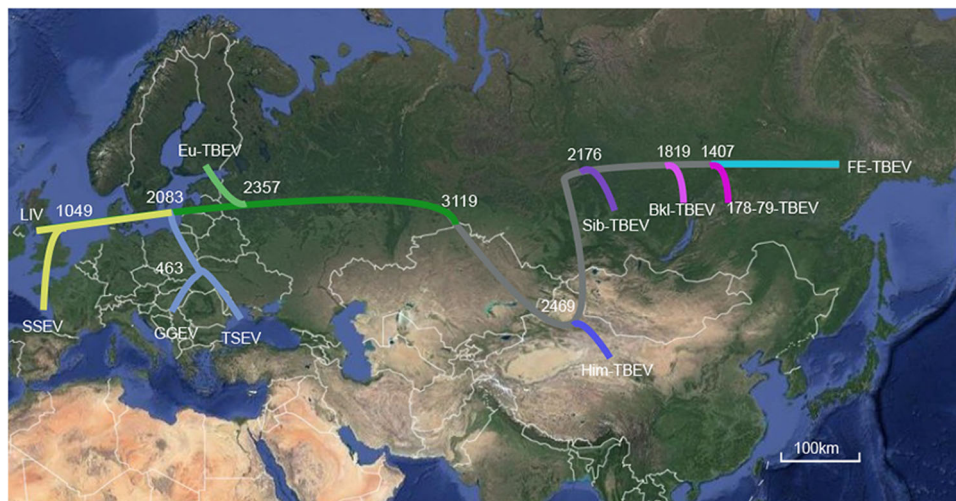 Eu-TBEV
2176
1819
1407
FE-TBEV
2357
2083
3119
LIV
1049
Sib-TBEV
Bkl-TBEV
178-79-TBEV
463
2469
SSEV
GGEV
TSEV
Him-TBEV
100km